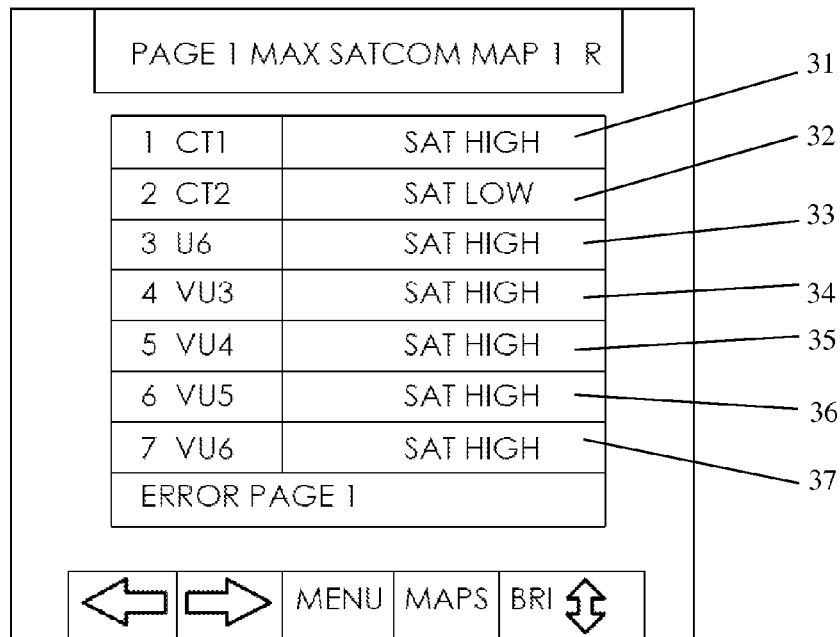 PAGE 1 MAX SATCOM MAP 1 R
1 CT1 SAT HIGH 31
2 CT2 SAT LOW 32
3 U6 SAT HIGH 33
4 VU3 SAT HIGH 34
5 VU4 SAT HIGH 35
6 VU5 SAT HIGH 36
7 VU6 SAT HIGH 37
ERROR PAGE 1
MENU MAPS BRI